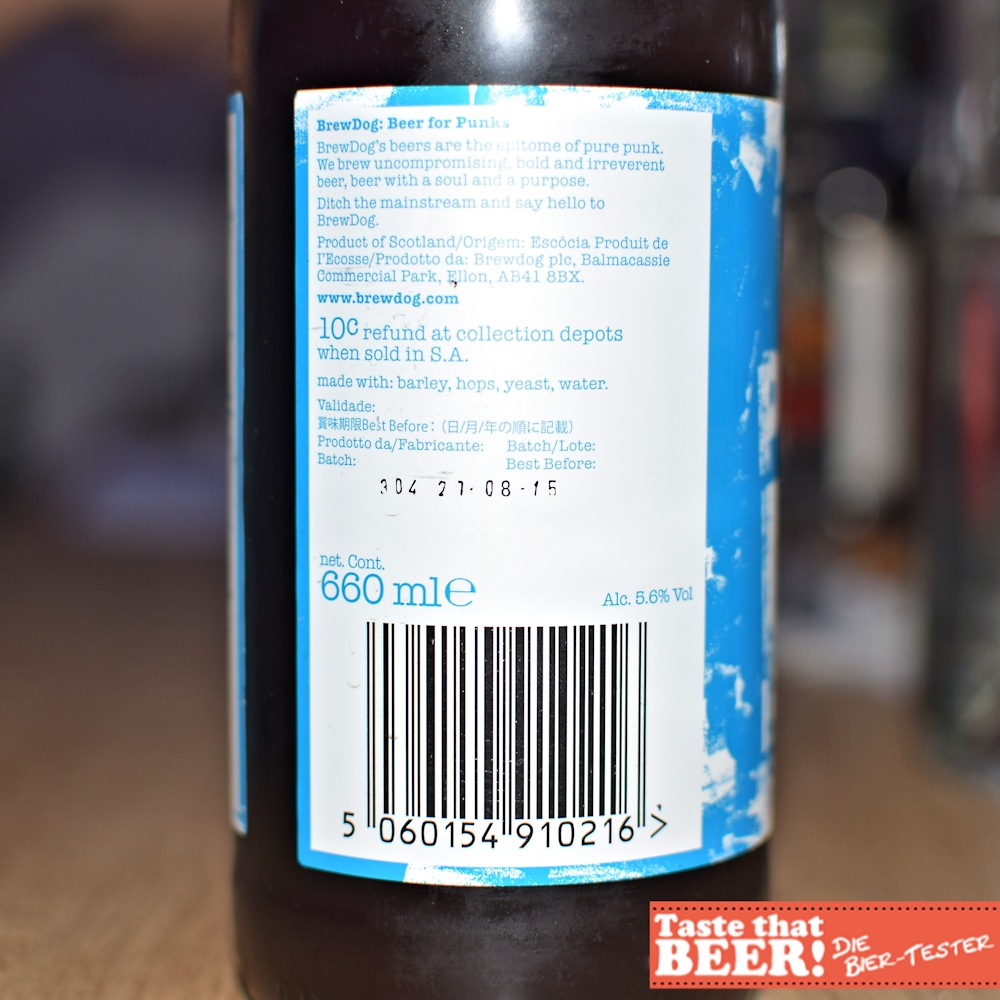 BrewDog: Beer for Punks
BrewDog's beers are the epitome of pure punk.
We brew uncompromising, bold and irreverent
beer, beer with a soul and a purpose.
Ditch the mainstream and say hello to
BrewDog.
Product of Scotland/Origem: Escócia Produit de
l'Ecosse/Prodotto da: Brewdog plc, Balmacassie
Commercial Park, Ellon, AB41 8BX.
www.brewdog.com
10c refund at collection depots
when sold in S.A.
made with: barley, hops, yeast, water.
Validade:
賞味期限Best Before:（日/月/年の順に記載）
Prodotto da/Fabricante: Batch/Lote:
Batch: Best Before:
304 21-08-15
net. Cont.
660 ml℮
Alc. 5.6% Vol
5 060154 910216 >
Taste that
BEER! DIE
BIER-TESTER